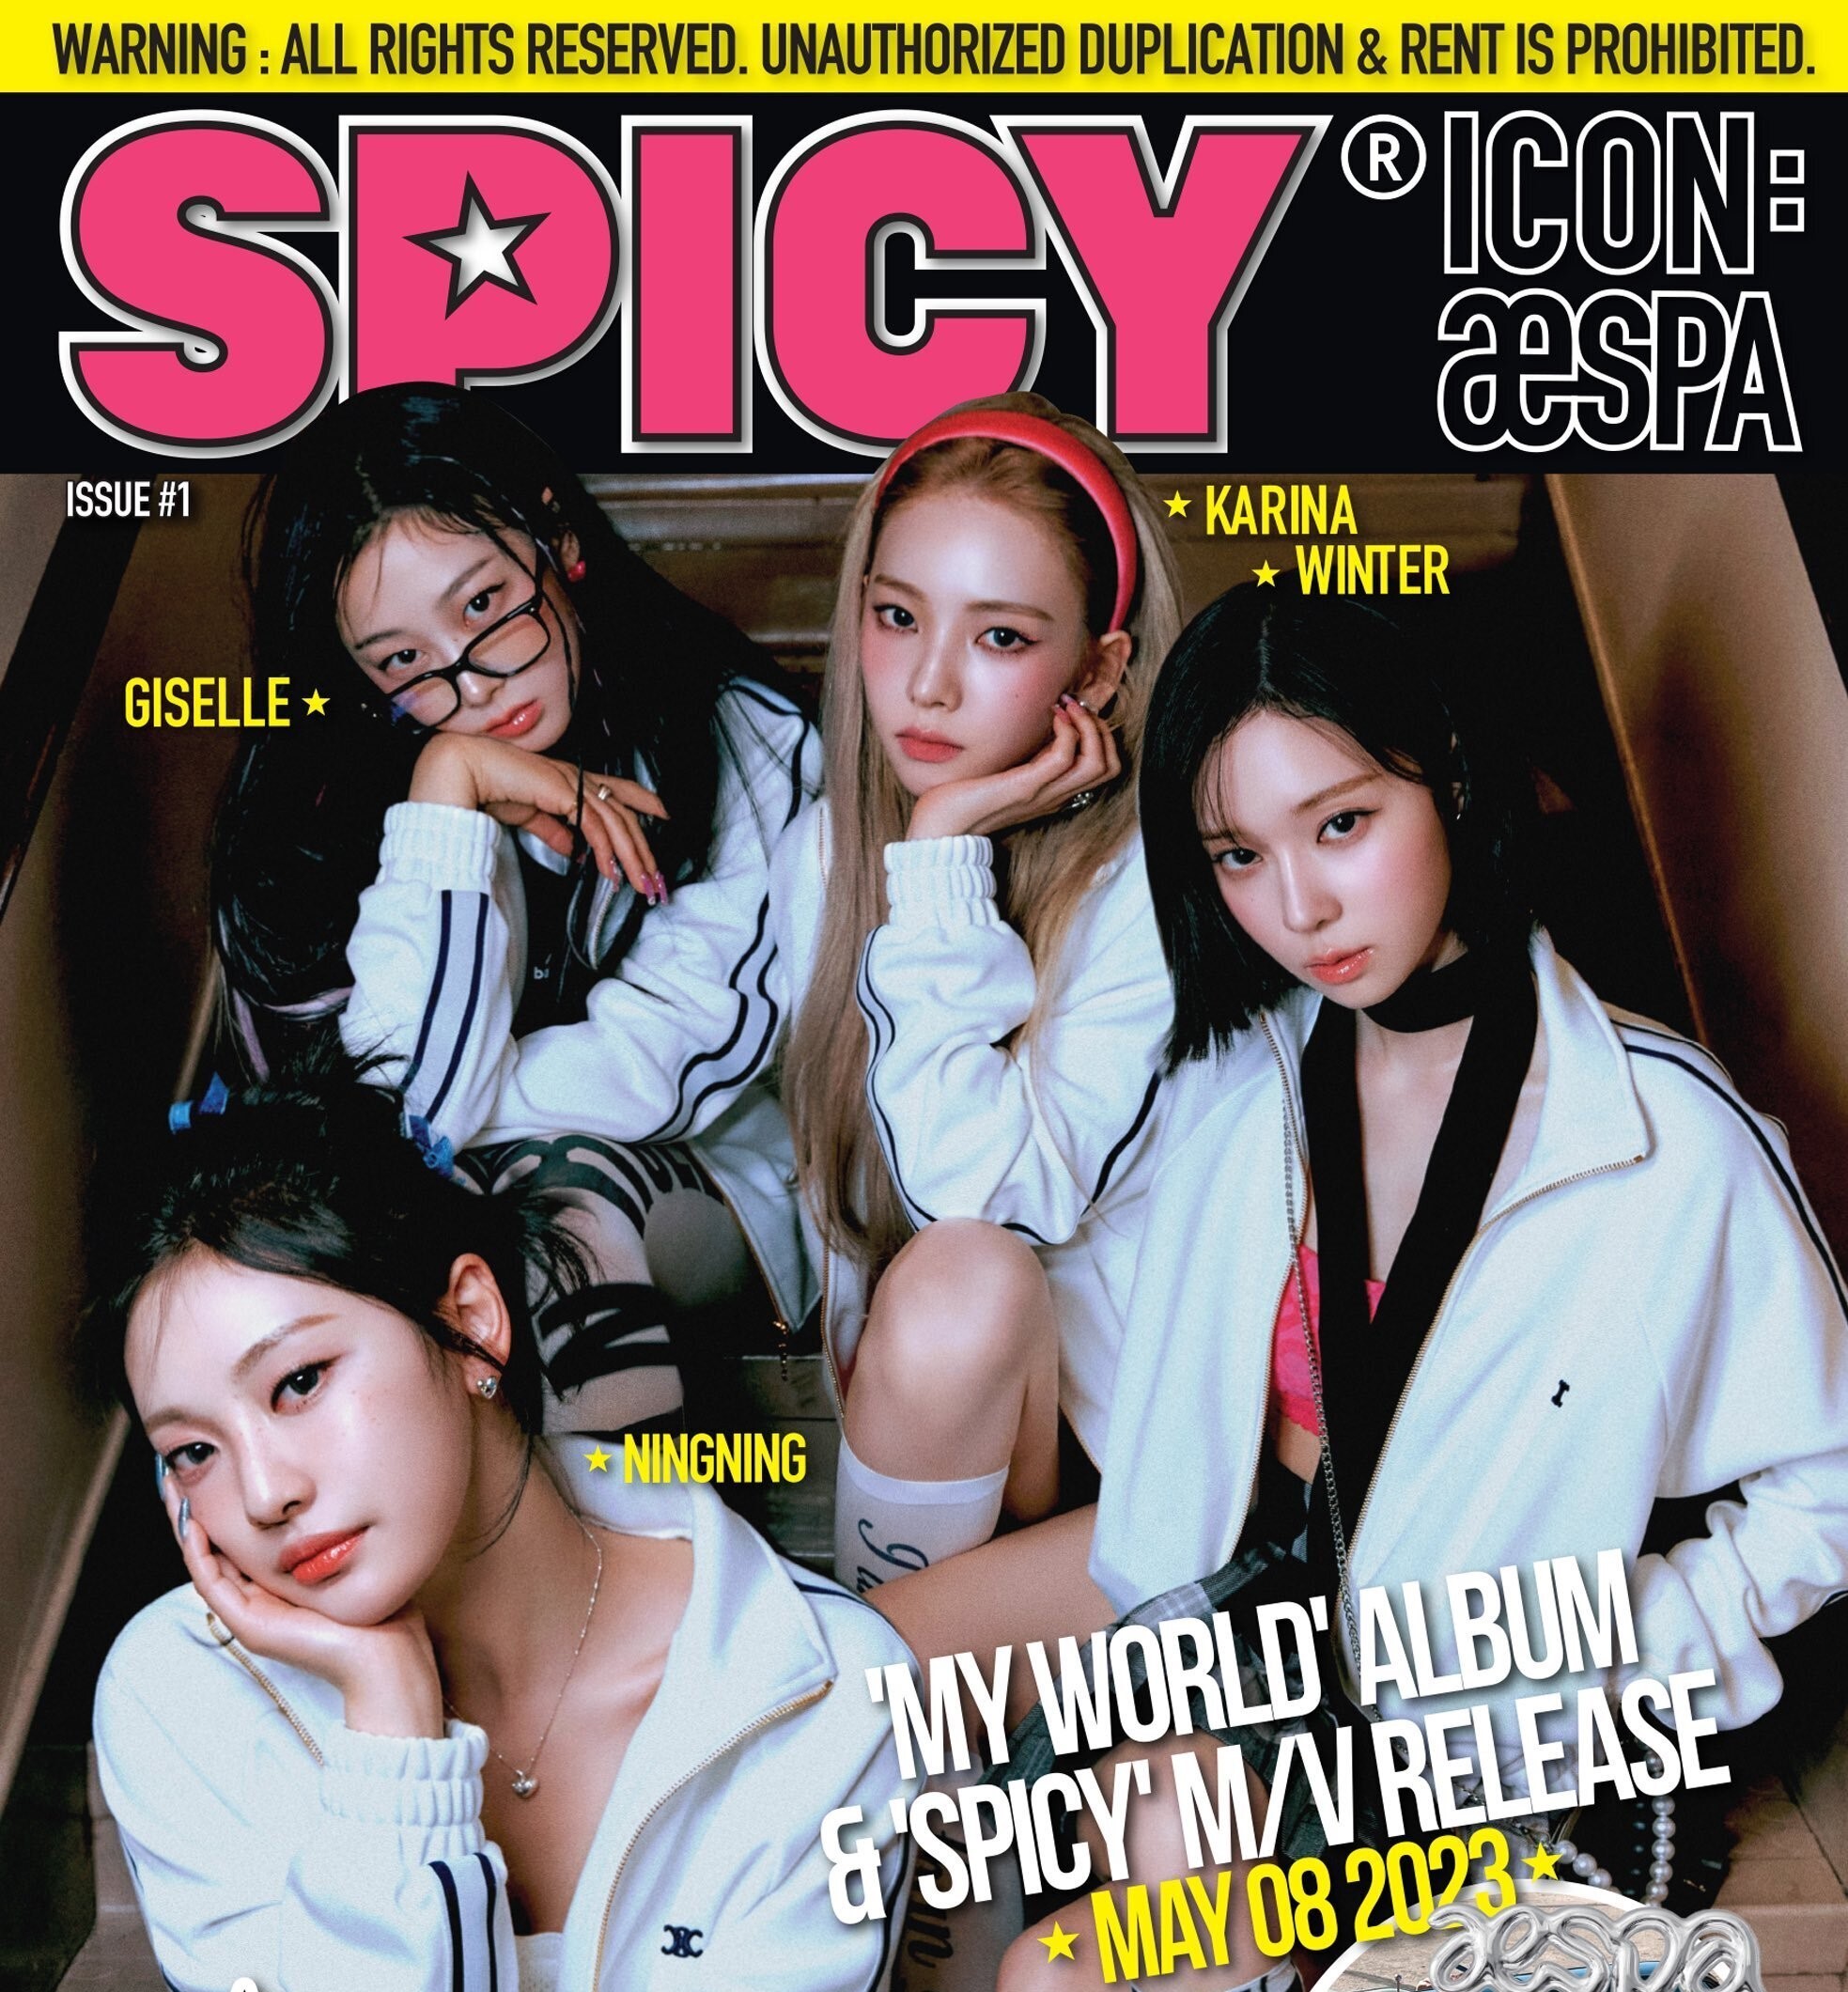 WARNING : ALL RIGHTS RESERVED. UNAUTHORIZED DUPLICATION & RENT IS PROHIBITED.
SPICY®
ICON:
æSPA
ISSUE #1
★ KARINA
★ WINTER
GISELLE ★
★ NINGNING
'MY WORLD' ALBUM
& 'SPICY' M/V RELEASE
★ MAY 08 2023 ★
aespa